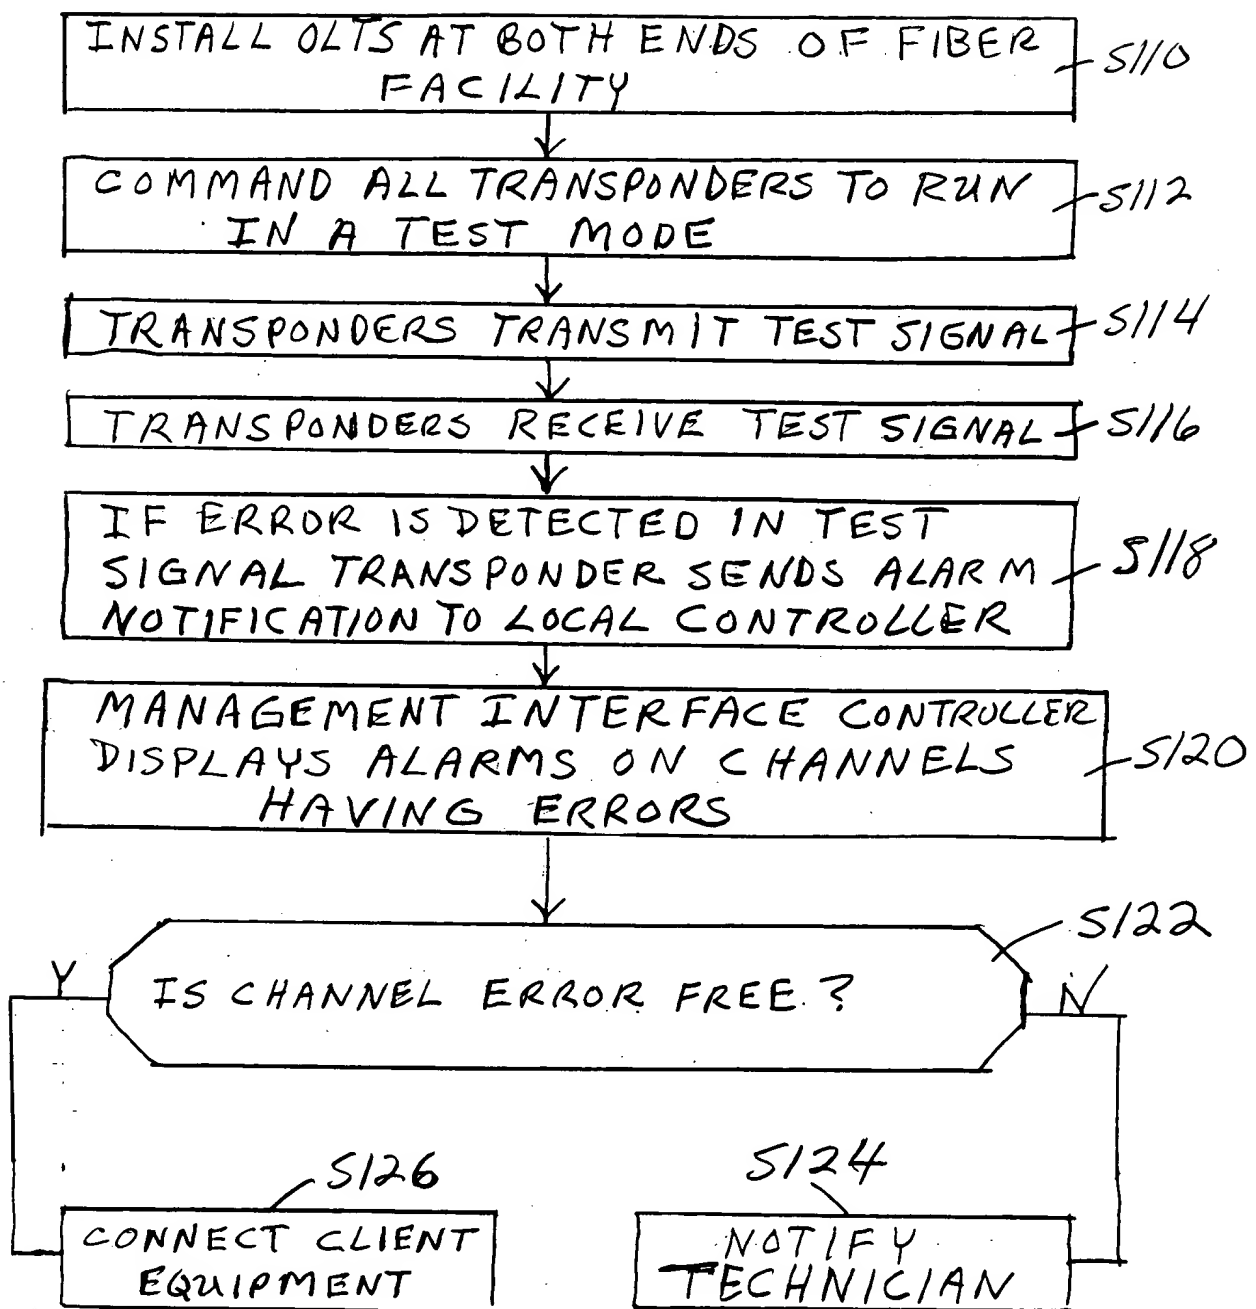 INSTALL OLTS AT BOTH ENDS OF FIBER
FACILITY
S110
COMMAND ALL TRANSPONDERS TO RUN
IN A TEST MODE
S112
TRANSPONDERS TRANSMIT TEST SIGNAL
S114
TRANSPONDERS RECEIVE TEST SIGNAL
S116
IF ERROR IS DETECTED IN TEST
SIGNAL TRANSPONDER SENDS ALARM
NOTIFICATION TO LOCAL CONTROLLER
S118
MANAGEMENT INTERFACE CONTROLLER
DISPLAYS ALARMS ON CHANNELS
HAVING ERRORS
S120
S122
Y
IS CHANNEL ERROR FREE?
N
S126
CONNECT CLIENT
EQUIPMENT
S124
NOTIFY
TECHNICIAN